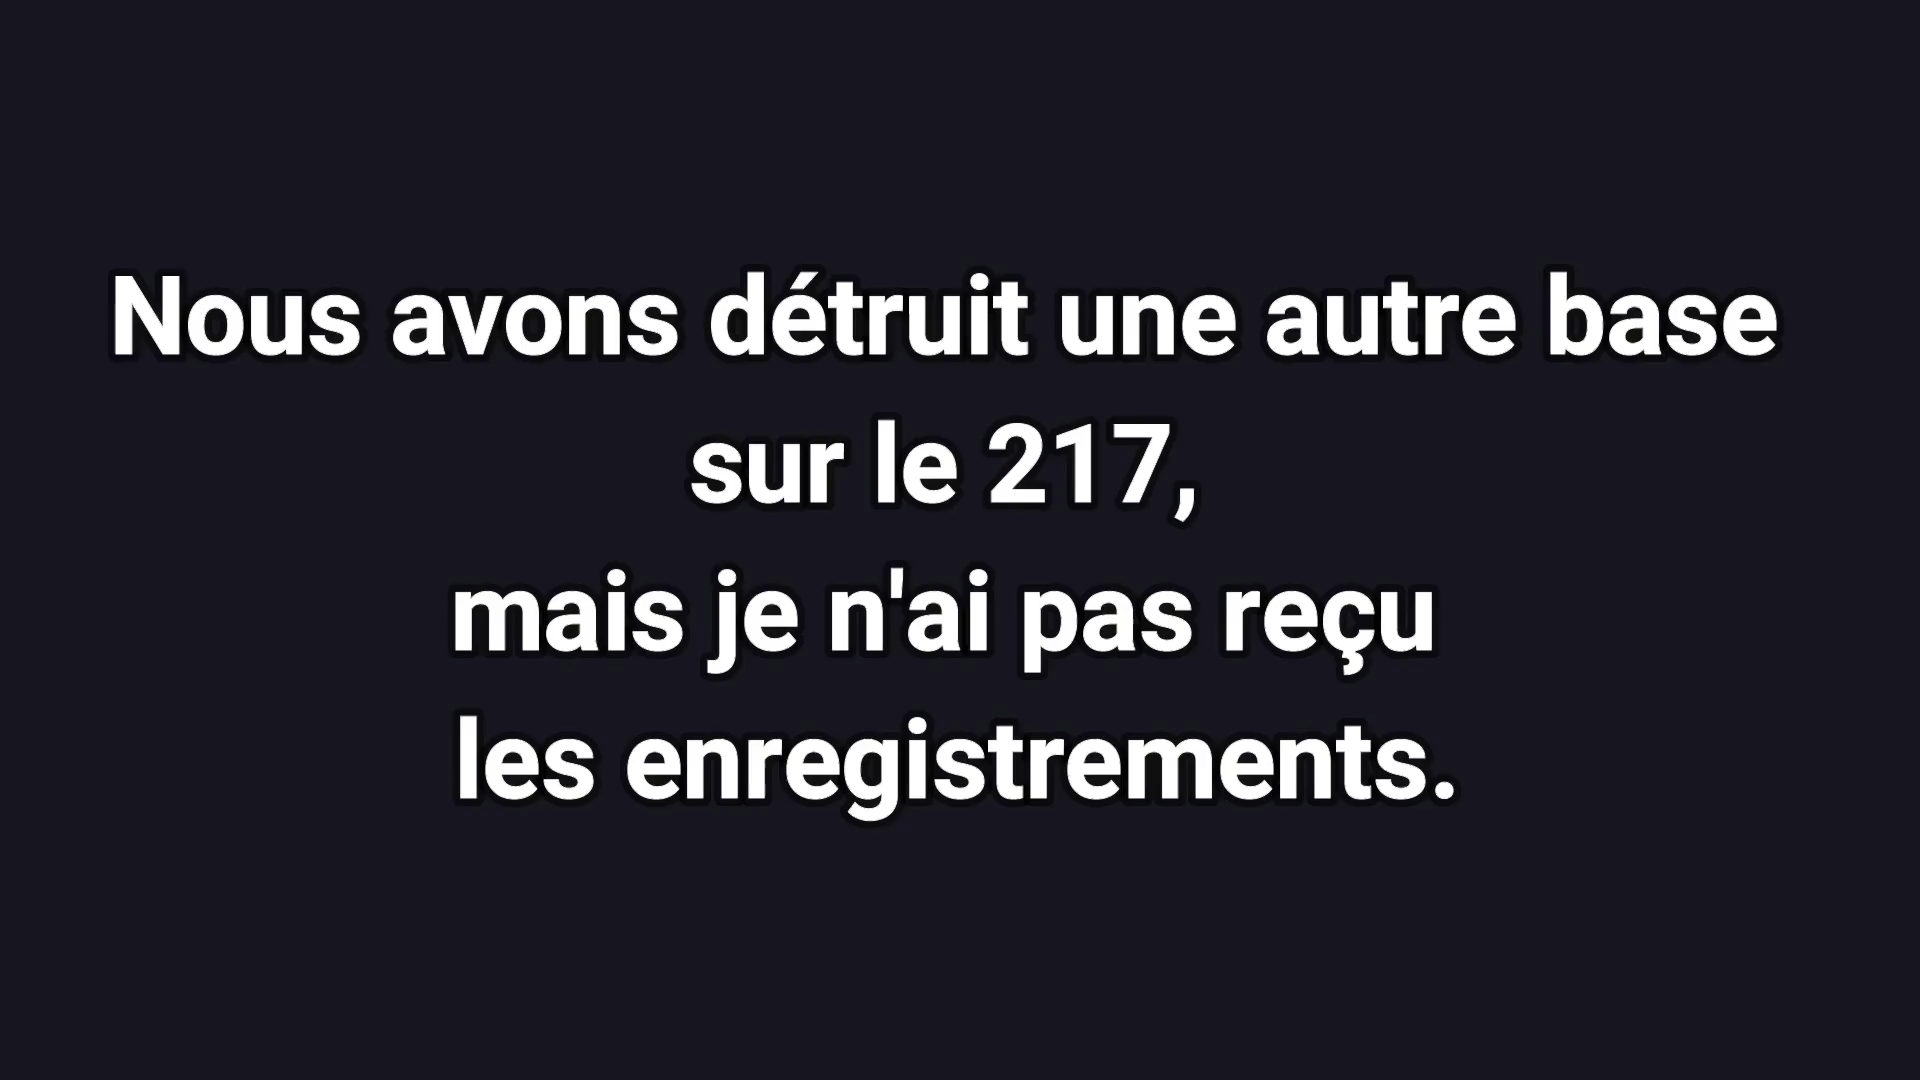 Nous avons détruit une autre base
sur le 217,
mais je n'ai pas reçu
les enregistrements.